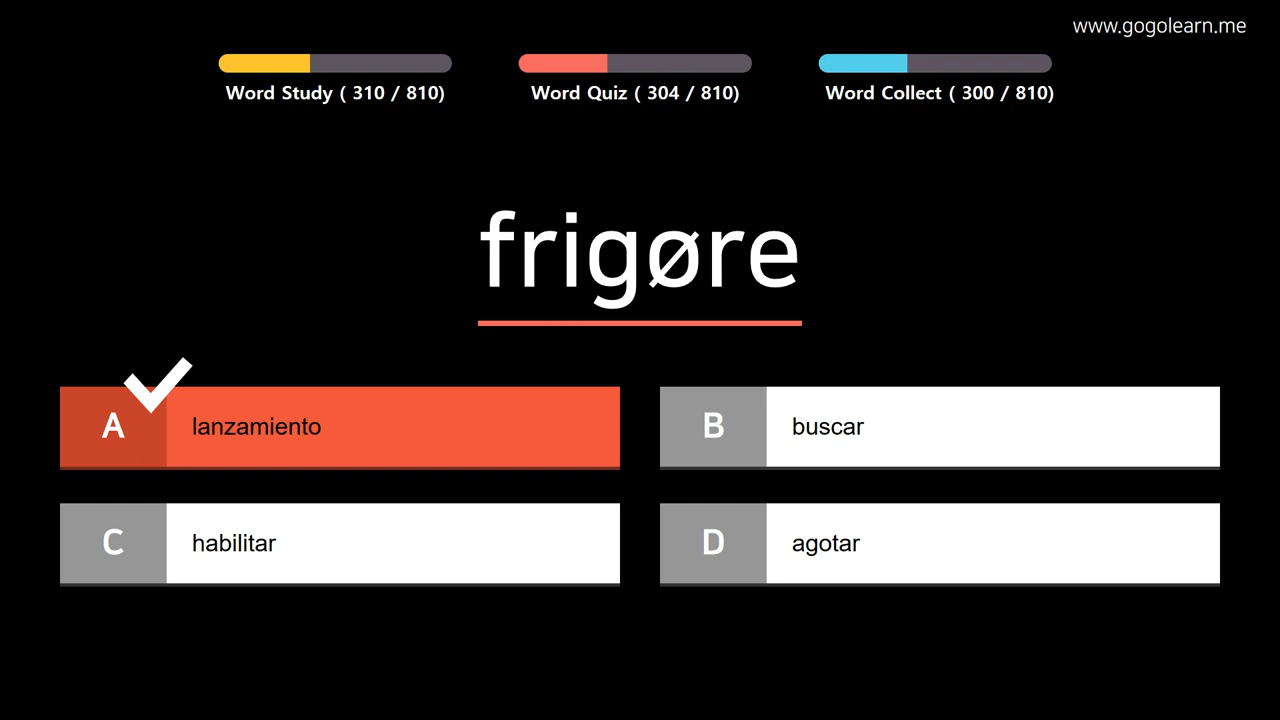 www.gogolearn.me
Word Study ( 310 / 810)
Word Quiz ( 304 / 810)
Word Collect ( 300 / 810)
frigøre
A lanzamiento
B buscar
C habilitar
D agotar